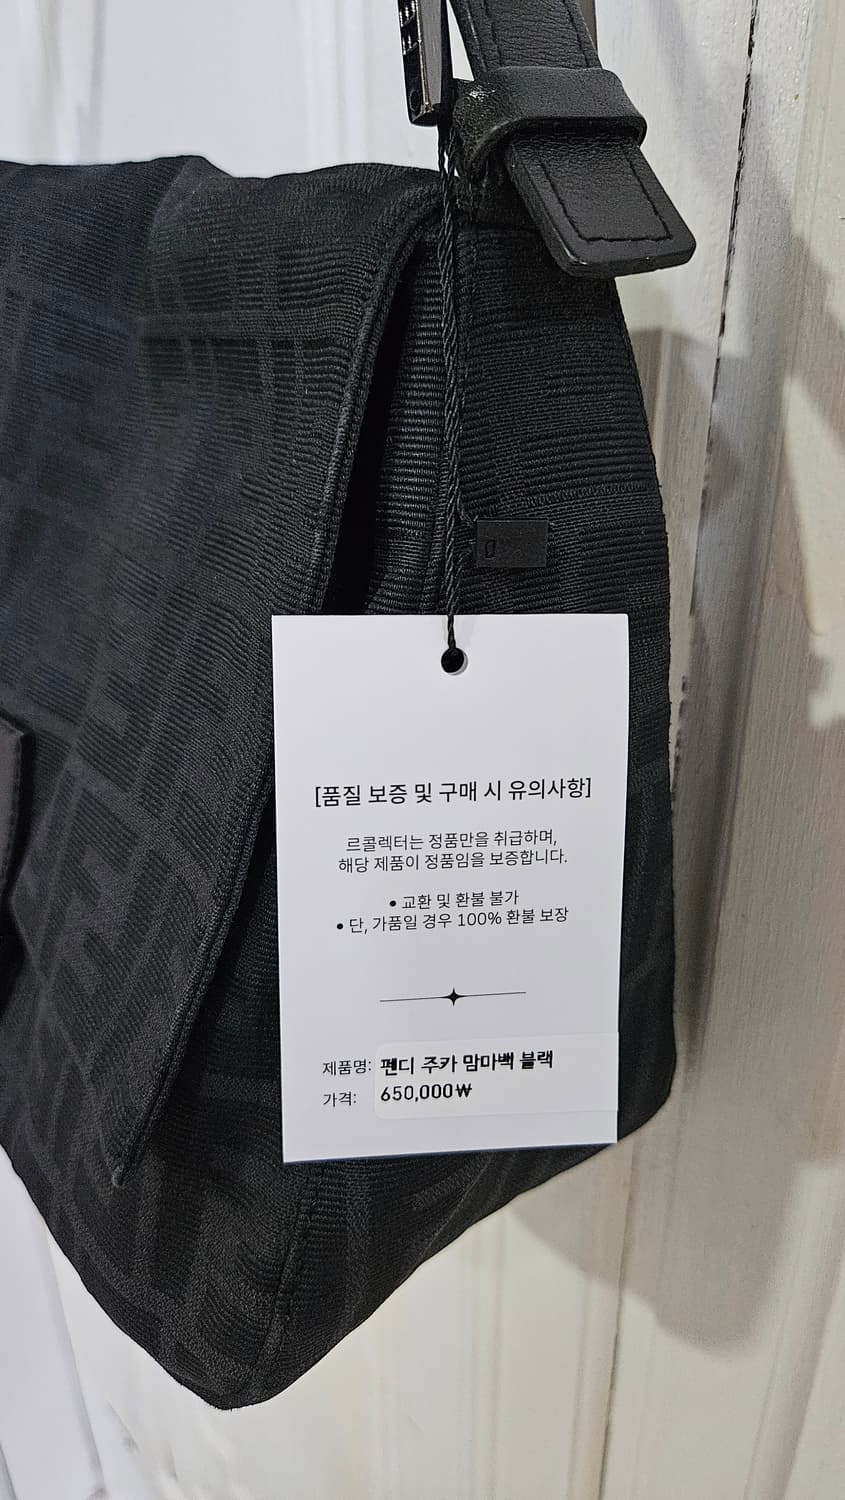 [품질 보증 및 구매 시 유의사항]
르콜렉터는 정품만을 취급하며,
해당 제품이 정품임을 보증합니다.
• 교환 및 환불 불가
• 단, 가품일 경우 100% 환불 보장
제품명: 펜디 주카 맘마백 블랙
가격: 650,000₩